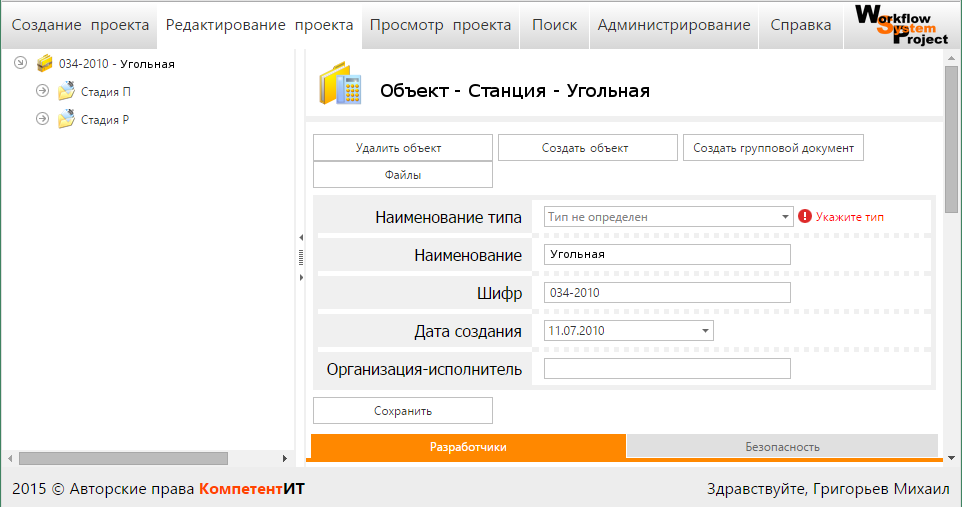 Создание проекта Редактирование проекта Просмотр проекта Поиск Администрирование Справка Workflow System Project
034-2010 - Угольная
Стадия П
Стадия Р
Объект - Станция - Угольная
Удалить объект Создать объект Создать групповой документ
Файлы
Наименование типа Тип не определен Укажите тип
Наименование Угольная
Шифр 034-2010
Дата создания 11.07.2010
Организация-исполнитель
Сохранить
Разработчики Безопасность
2015 © Авторские права КомпетентИТ Здравствуйте, Григорьев Михаил